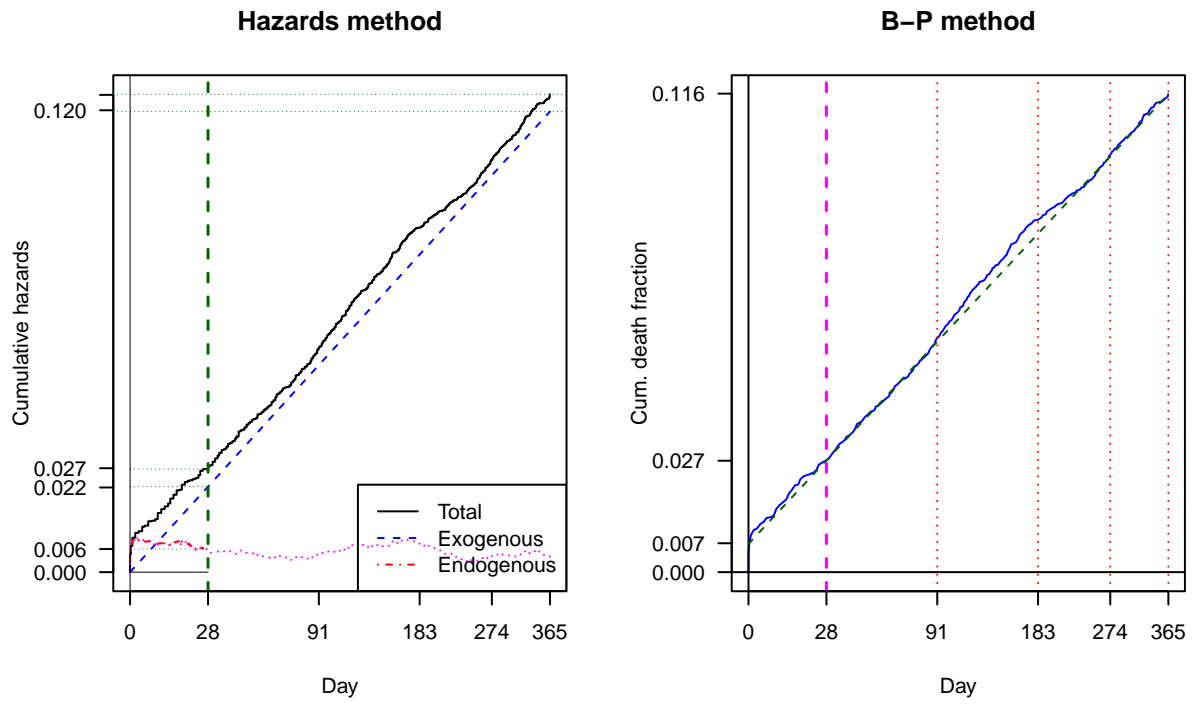 Hazards method
Cumulative hazards
0.120
0.027
0.022
0.006
0.000
Total
Exogenous
Endogenous
0 28 91 183 274 365
Day
B−P method
Cum. death fraction
0.116
0.027
0.007
0.000
0 28 91 183 274 365
Day